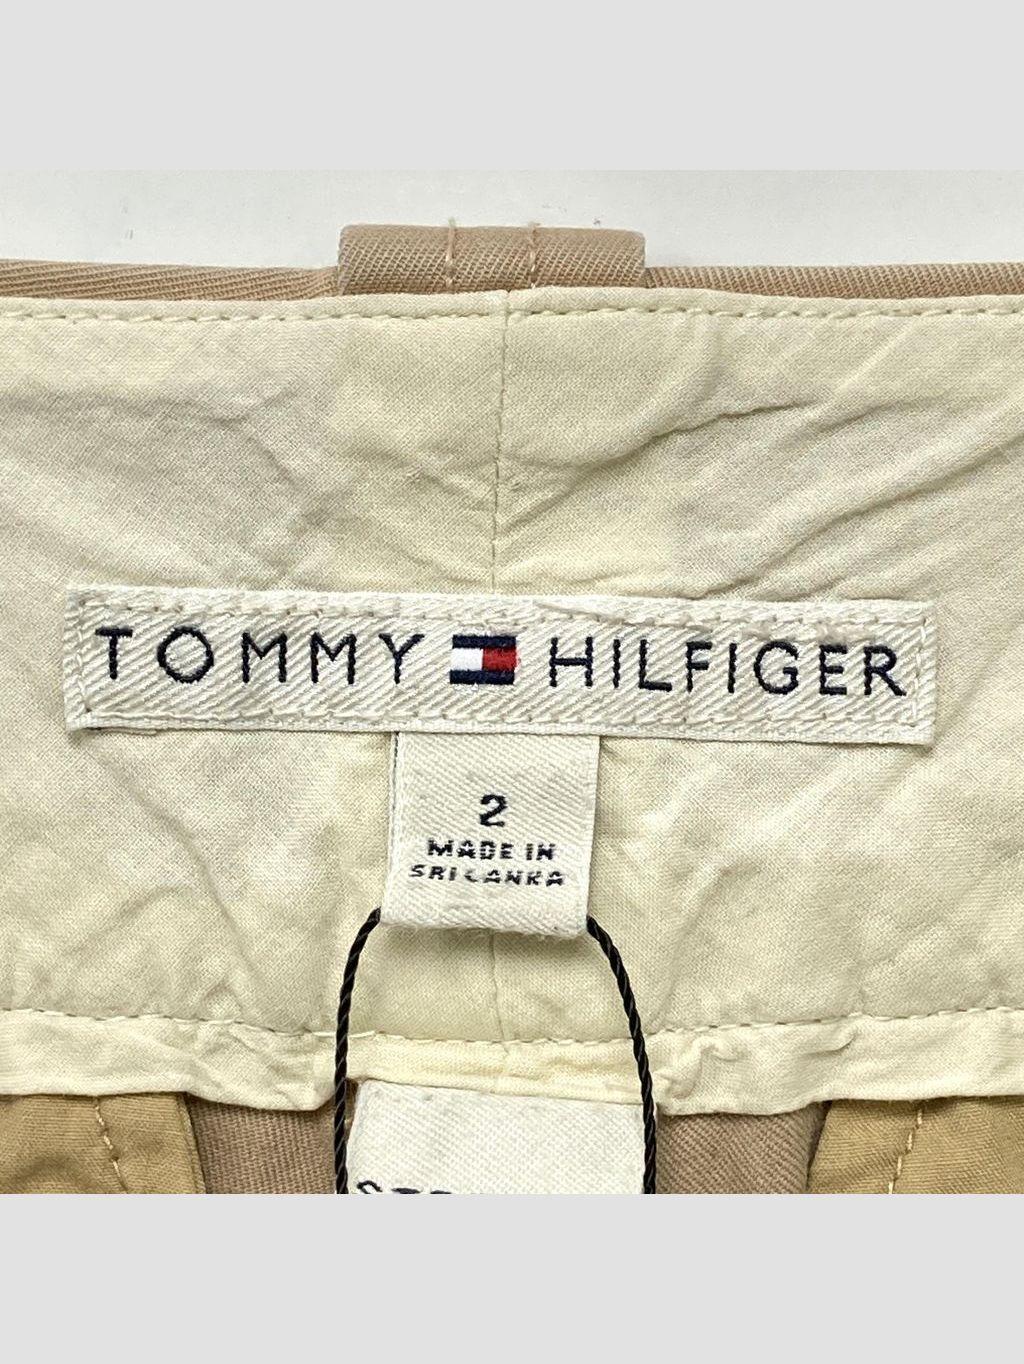 TOMMY HILFIGER
2
MADE IN
SRI LANKA